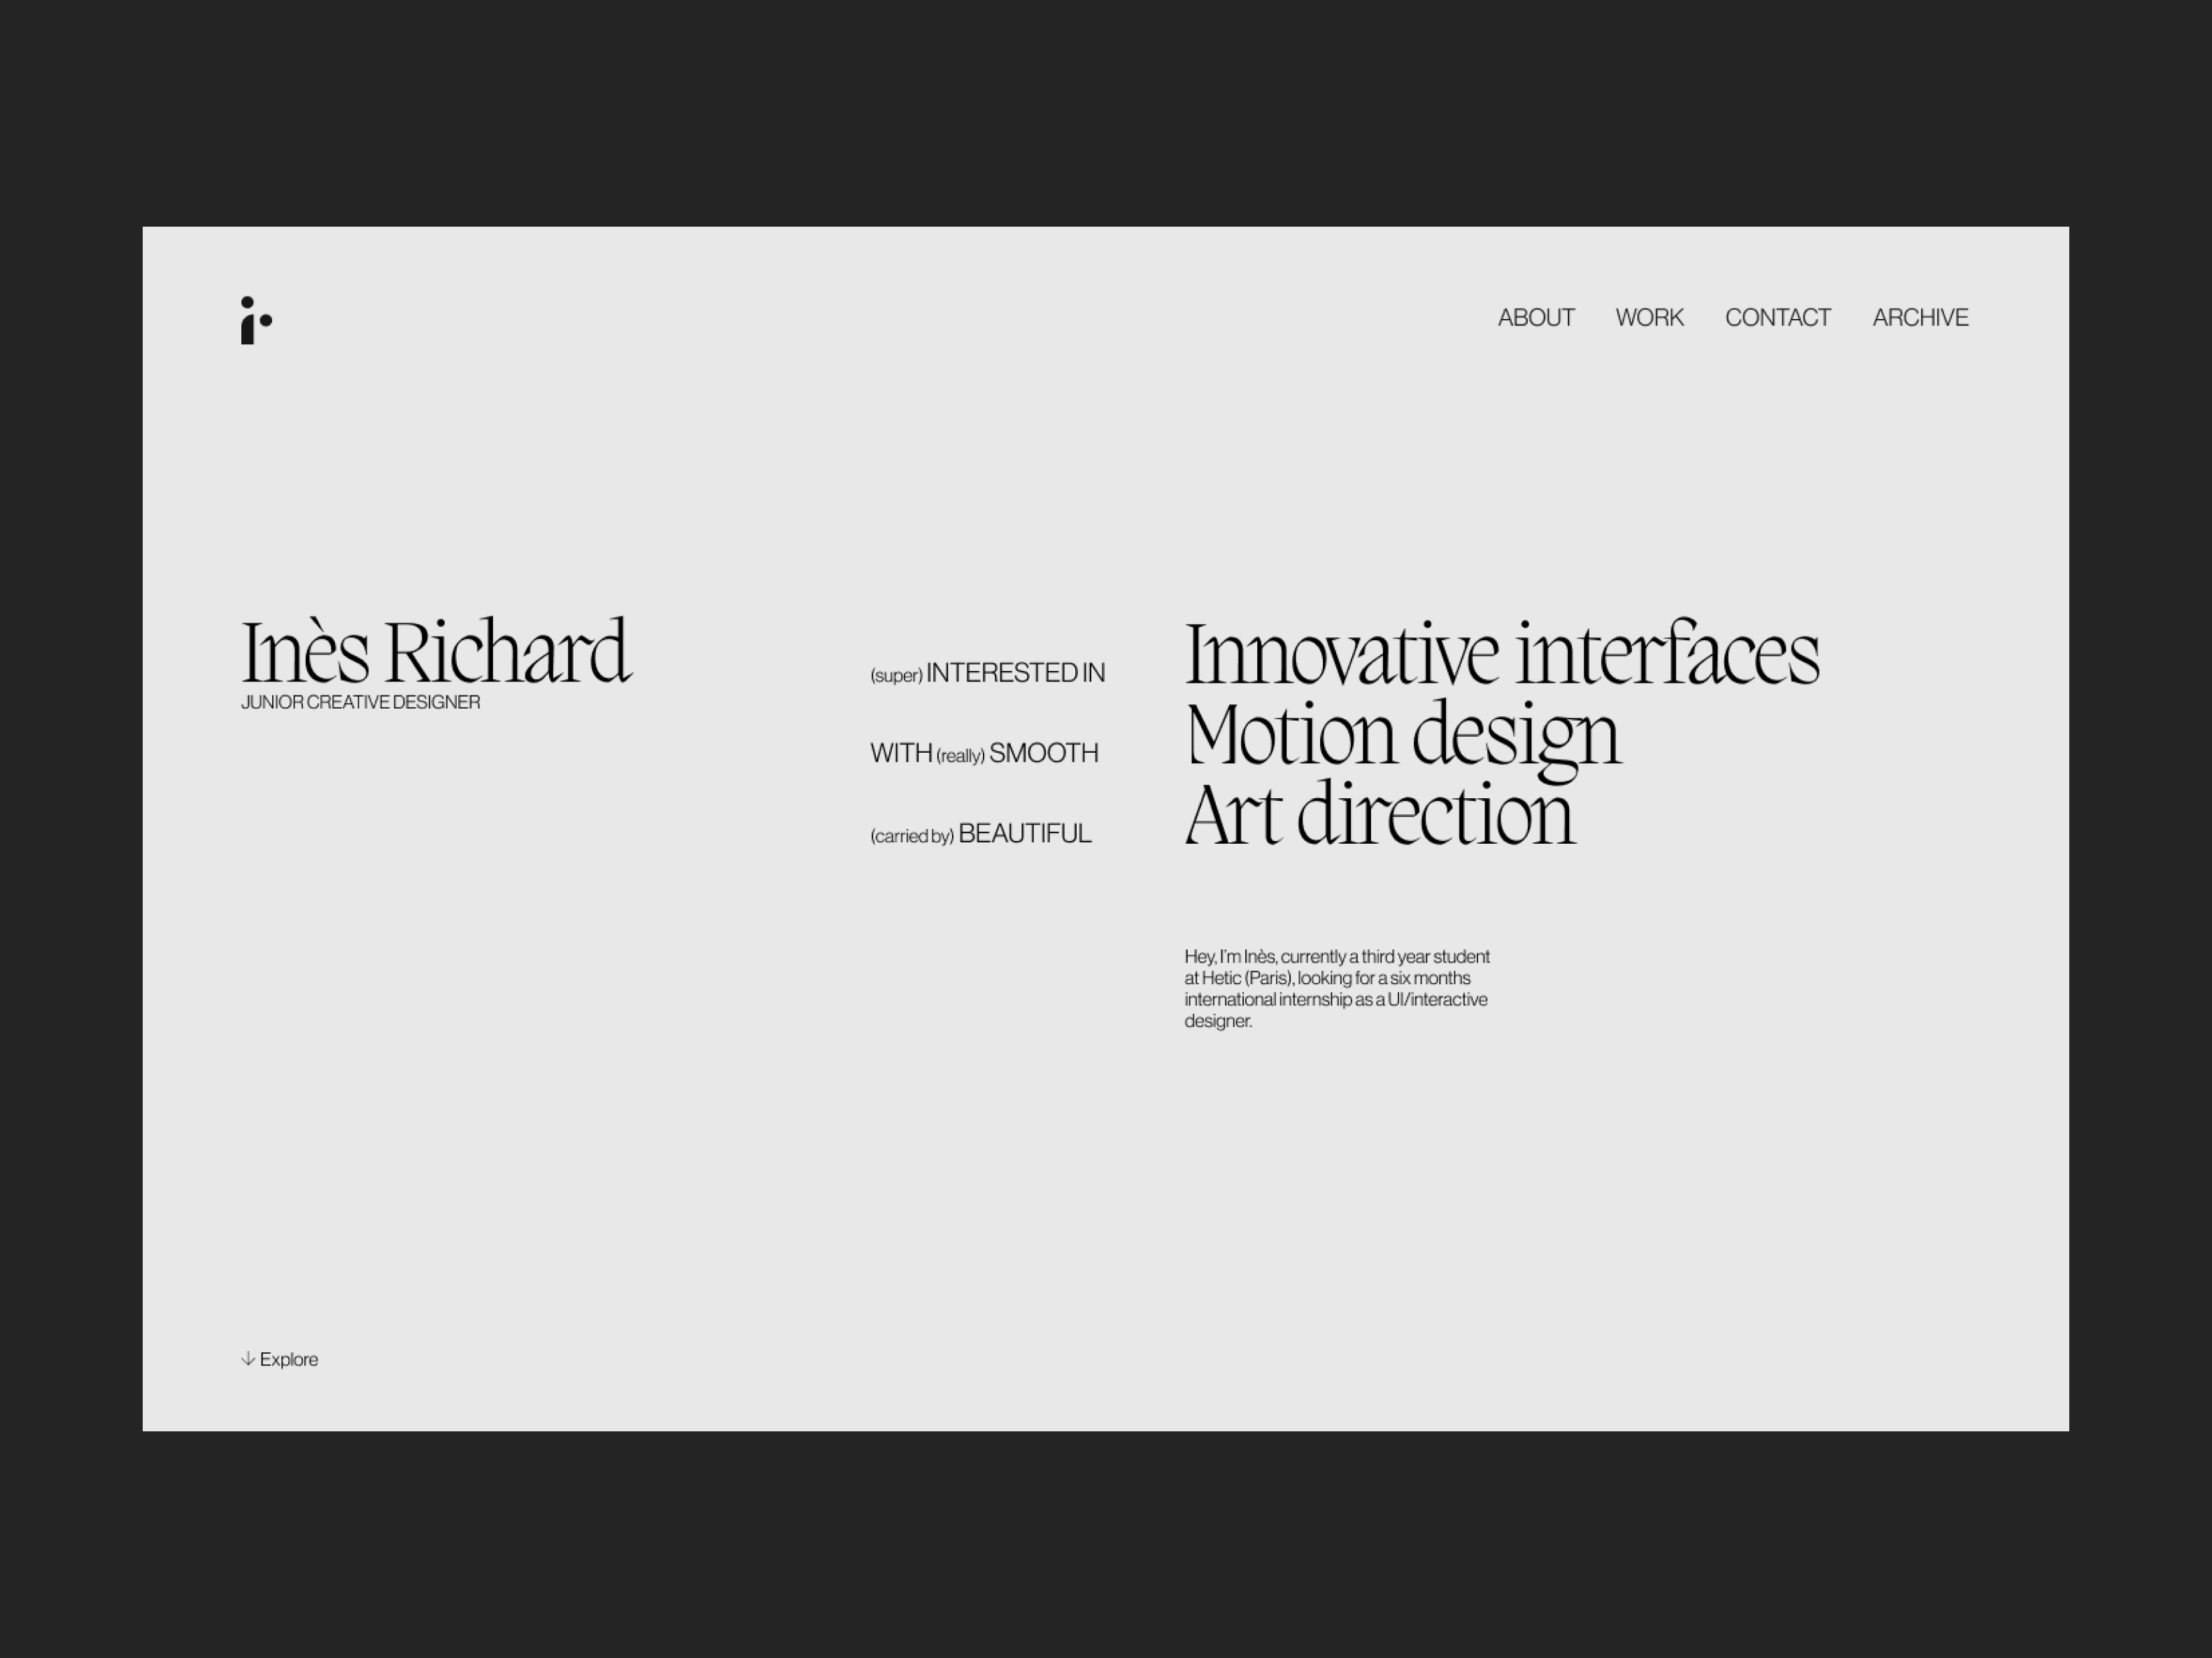 ir
ABOUT WORK CONTACT ARCHIVE
Inès Richard
JUNIOR CREATIVE DESIGNER
(super) INTERESTED IN Innovative interfaces
WITH (really) SMOOTH Motion design
(carried by) BEAUTIFUL Art direction
Hey, I'm Inès, currently a third year student
at Hetic (Paris), looking for a six months
international internship as a UI/interactive
designer.
↓ Explore